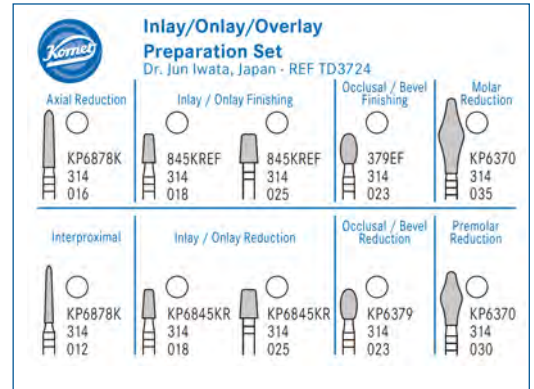 Komet
Inlay/Onlay/Overlay
Preparation Set
Dr. Jun Iwata, Japan - REF TD3724
Axial Reduction
KP6878K
314
016
Inlay / Onlay Finishing
845KREF
314
018
845KREF
314
025
Occlusal / Bevel
Finishing
379EF
314
023
Molar
Reduction
KP6370
314
035
Interproximal
KP6878K
314
012
Inlay / Onlay Reduction
KP6845KR
314
018
KP6845KR
314
025
Occlusal / Bevel
Reduction
KP6379
314
023
Premolar
Reduction
KP6370
314
030